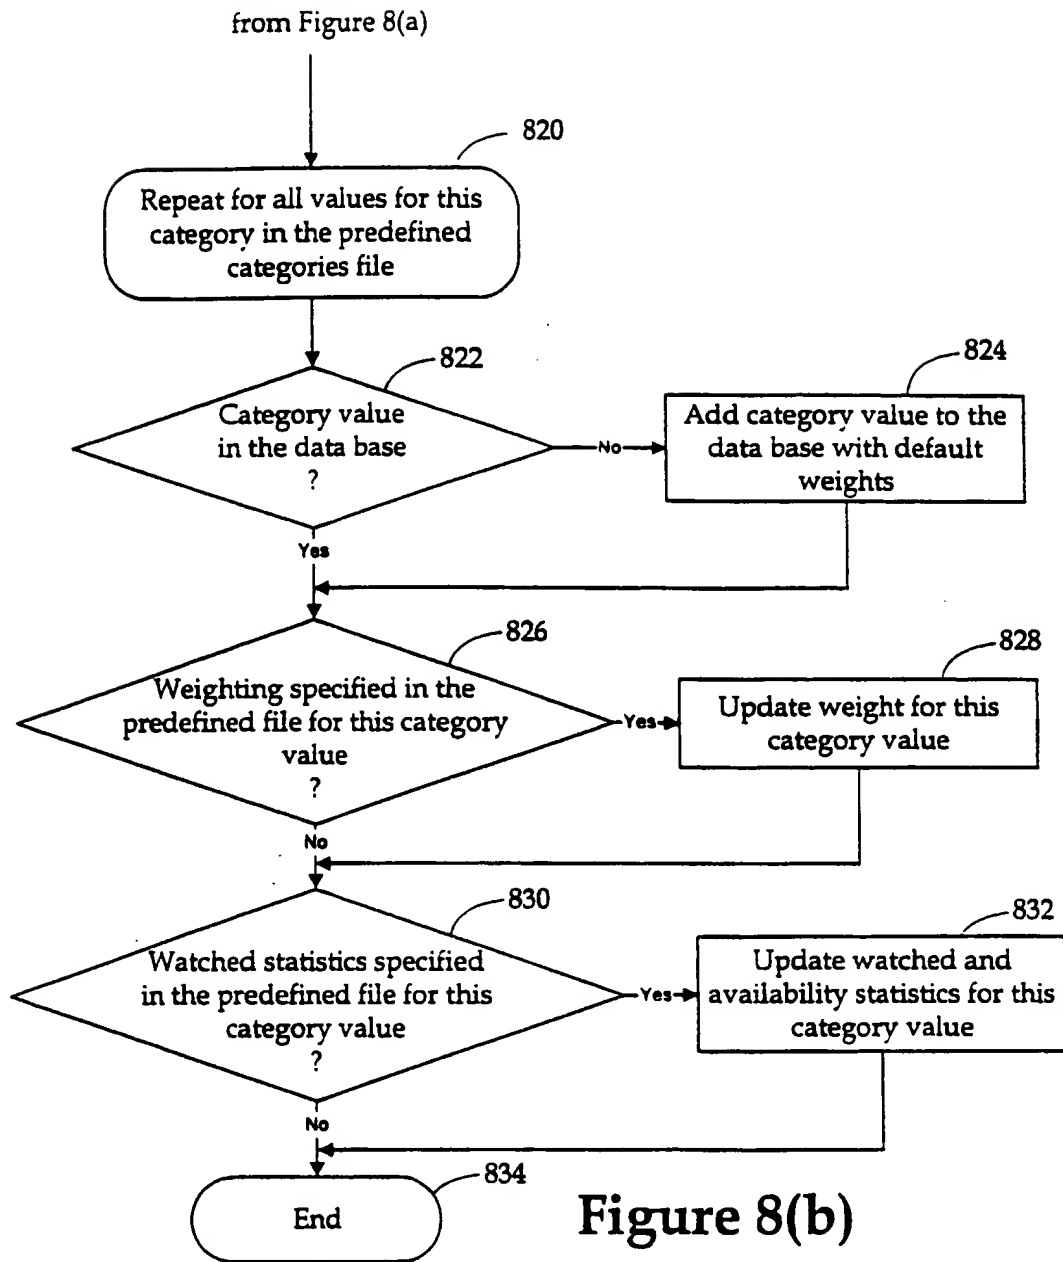 from Figure 8(a)
820
Repeat for all values for this
category in the predefined
categories file
822
Category value
in the data base
?
No
824
Add category value to the
data base with default
weights
Yes
826
Weighting specified in the
predefined file for this category
value
?
Yes
828
Update weight for this
category value
No
830
Watched statistics specified
in the predefined file for this
category value
?
Yes
832
Update watched and
availability statistics for this
category value
No
834
End
Figure 8(b)